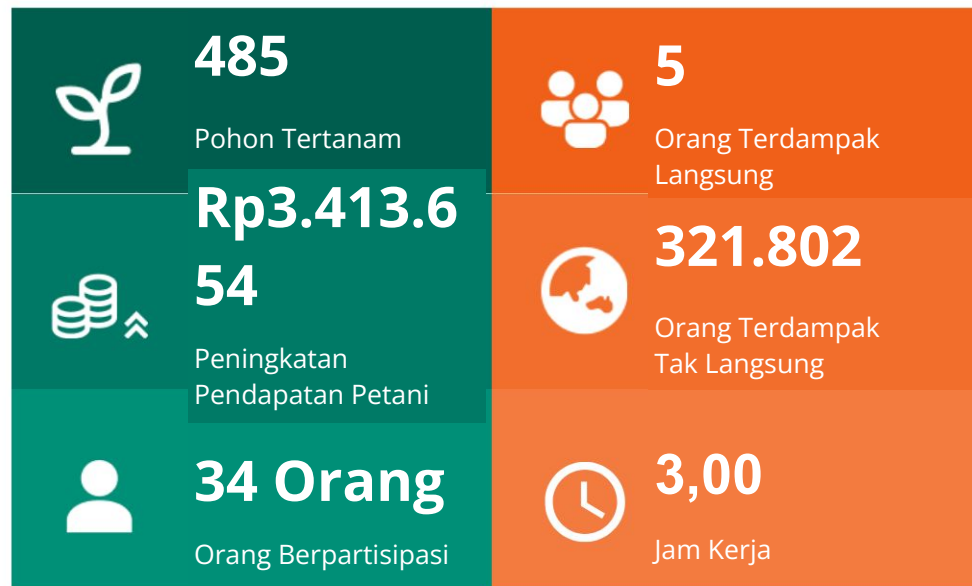 485
Pohon Tertanam
5
Orang Terdampak
Langsung
Rp3.413.6
54
Peningkatan
Pendapatan Petani
321.802
Orang Terdampak
Tak Langsung
34 Orang
Orang Berpartisipasi
3,00
Jam Kerja